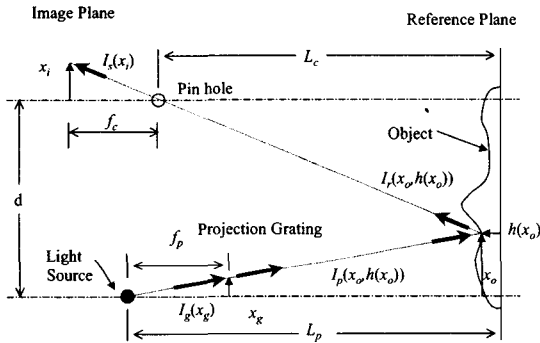 Image Plane
Reference Plane
L_c
I_s(x_i)
x_i
Pin hole
f_c
Object
I_r(x_o,h(x_o))
d
f_p
Projection Grating
h(x_o)
Light
Source
I_p(x_o,h(x_o))
x_o
I_g(x_g)
x_g
L_p